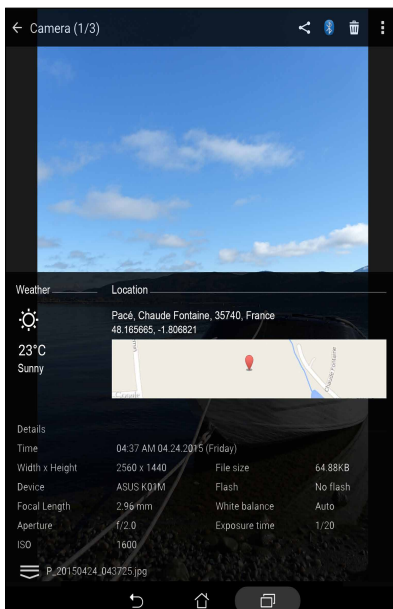 Camera (1/3)
Weather
Location
23°C
Sunny
Pacé, Chaude Fontaine, 35740, France
48.165665, -1.806821
Chaude Fontaine
Google
Details
Time 04:37 AM 04.24.2015 (Friday)
Width x Height 2560 x 1440 File size 64.88KB
Device ASUS K01M Flash No flash
Focal Length 2.96 mm White balance Auto
Aperture f/2.0 Exposure time 1/20
ISO 1600
P_20150424_043725.jpg